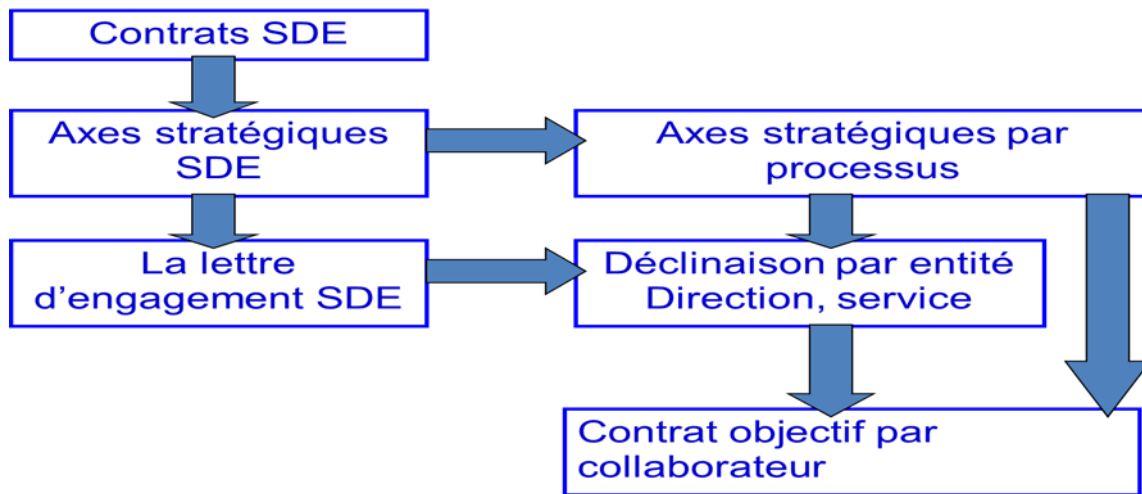 Contrats SDE
Axes stratégiques
SDE
Axes stratégiques par
processus
La lettre
d’engagement SDE
Déclinaison par entité
Direction, service
Contrat objectif par
collaborateur